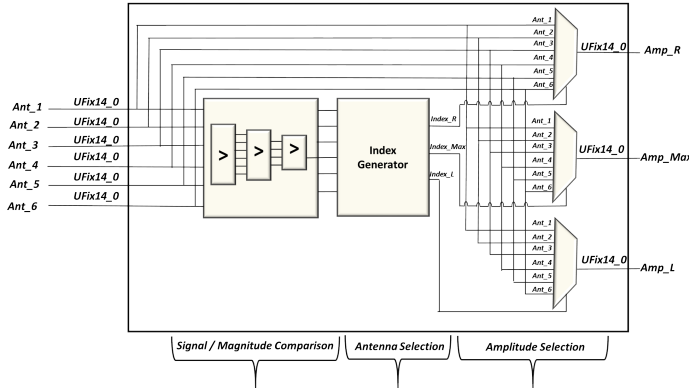 Ant_1 UFix14_0
Ant_2 UFix14_0
Ant_3 UFix14_0
Ant_4 UFix14_0
Ant_5 UFix14_0
Ant_6 UFix14_0
>
>
>
Index
Generator
Index_R
Index_Max
Index_L
Ant_1
Ant_2
Ant_3
Ant_4
Ant_5
Ant_6
UFix14_0
Amp_R
Ant_1
Ant_2
Ant_3
Ant_4
Ant_5
Ant_6
UFix14_0
Amp_Max
Ant_1
Ant_2
Ant_3
Ant_4
Ant_5
Ant_6
UFix14_0
Amp_L
Signal / Magnitude Comparison
Antenna Selection
Amplitude Selection